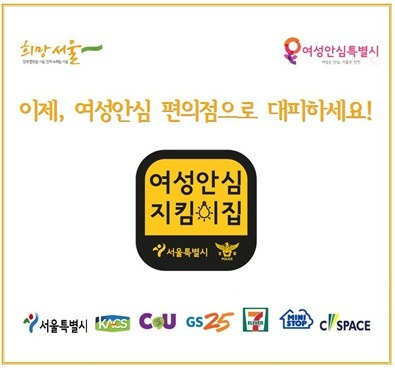 희망서울
여성안심특별시
이제, 여성안심 편의점으로 대피하세요!
여성안심
지킴이집
서울특별시
POLICE
서울특별시
KACS
CU
GS25
7
ELEVEN
MINI
STOP
C SPACE